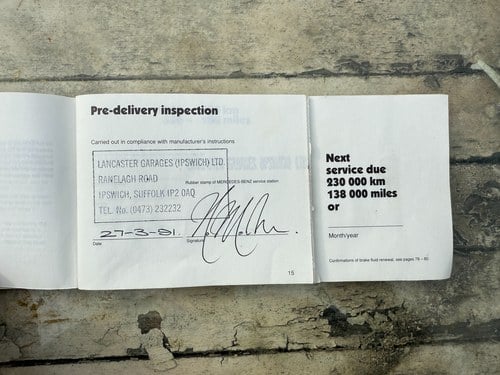 Pre-delivery inspection
Carried out in compliance with manufacturer's instructions
LANCASTER GARAGES (IPSWICH) LTD.
RANELAGH ROAD
IPSWICH, SUFFOLK IP2 0AQ
TEL. No. (0473) 232232
Rubber stamp of MERCEDES-BENZ service station
27-3-91.
Date
Signature
15
Next
service due
230 000 km
138 000 miles
or
Month/year
Confirmations of brake fluid renewal, see pages 79 - 80.